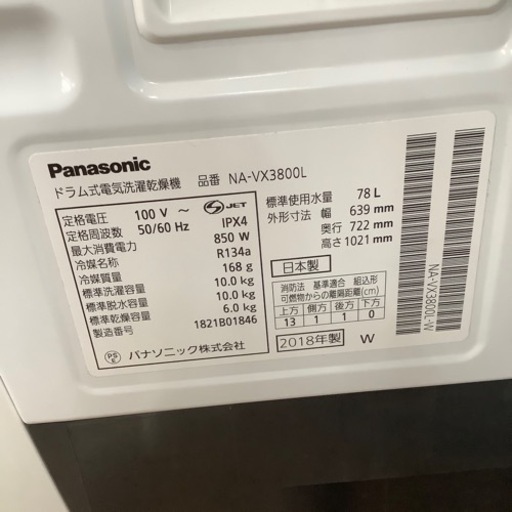 Panasonic
ドラム式電気洗濯乾燥機 品番 NA-VX3800L
定格電圧 100 V ～ S JET
定格周波数 50/60 Hz IPX4
最大消費電力 850 W
冷媒名称 R134a
冷媒質量 168 g
標準洗濯容量 10.0 kg
標準脱水容量 10.0 kg
標準乾燥容量 6.0 kg
製造番号 1821B01846
PS E パナソニック株式会社
標準使用水量 78 L
外形寸法 幅 639 mm
奥行 722 mm
高さ 1021 mm
日本製
消防法 基準適合 組込形
可燃物からの離隔距離(cm)
上方 側方 後方 下方
13 1 1 0
2018年製 W
NA-VX3800L-W